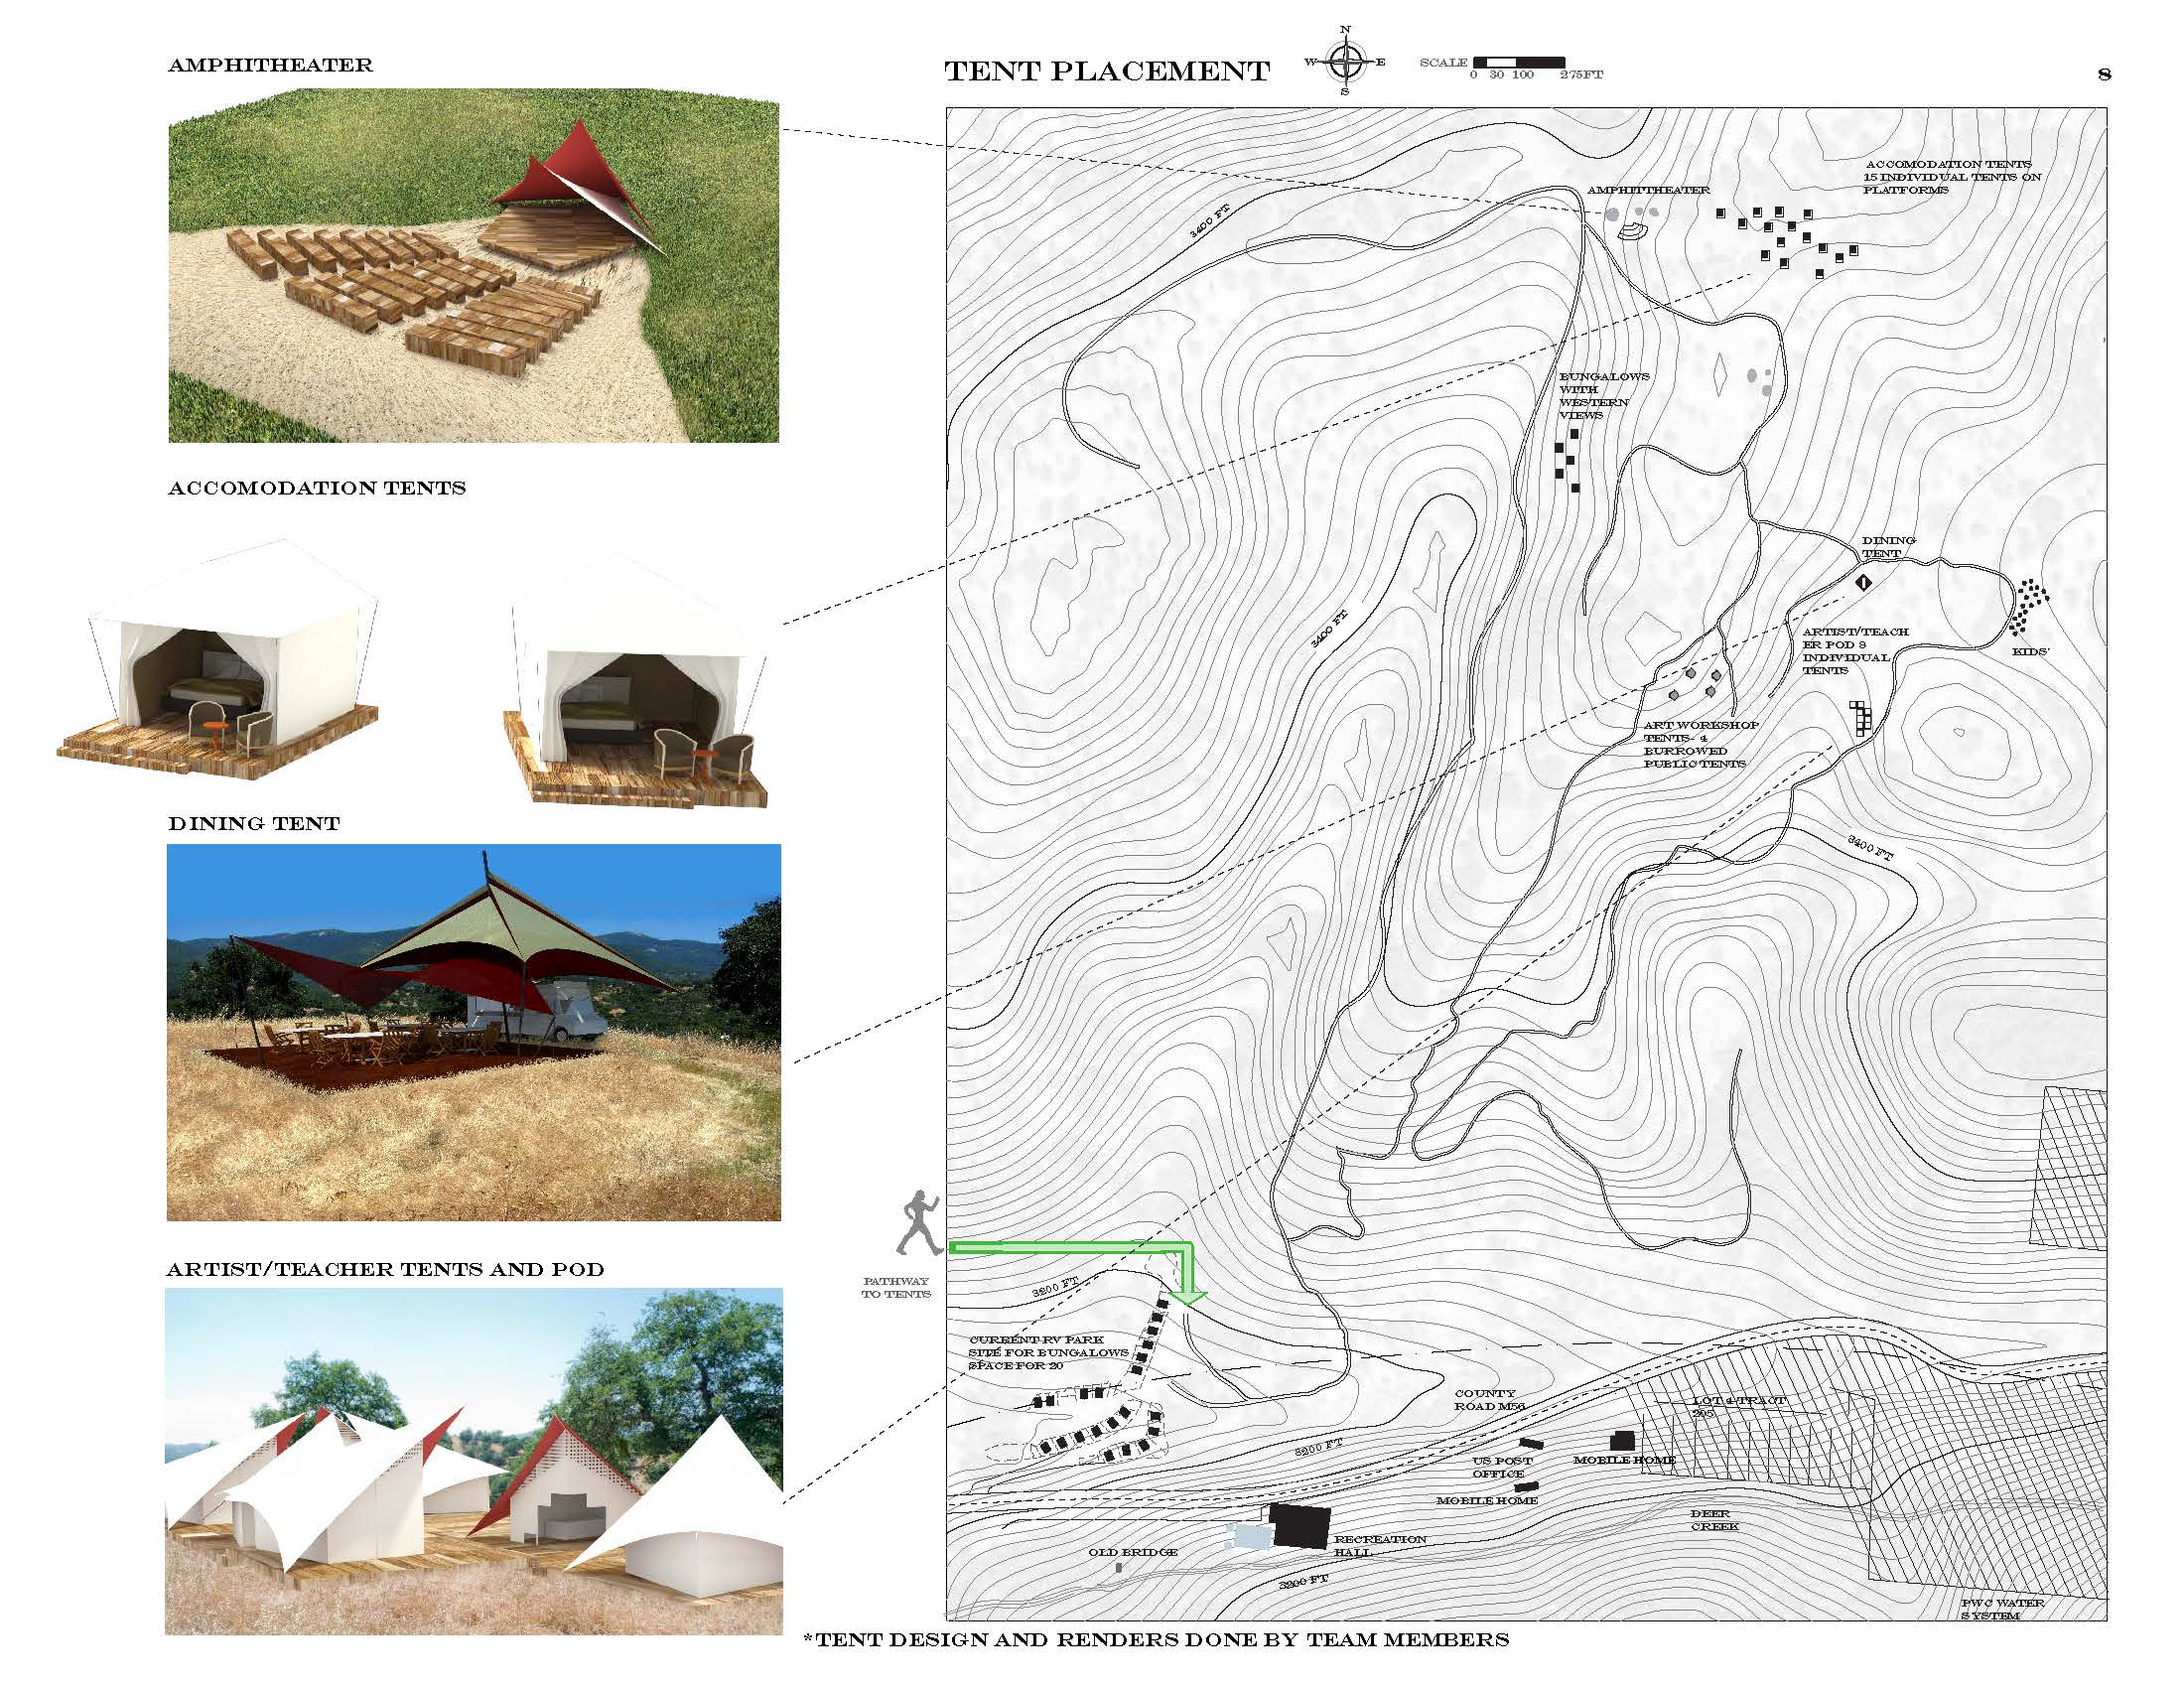 AMPHITHEATER
TENT PLACEMENT
N
W
E
S
SCALE
0 30 100 275FT
8
ACCOMODATION TENTS
15 INDIVIDUAL TENTS ON
PLATFORMS
AMPHITHEATER
3400 FT
BUNGALOWS
WITH
WESTERN
VIEWS
ACCOMODATION TENTS
DINING
TENT
3400 FT
ARTIST/TEACH
ER POD 8
INDIVIDUAL
TENTS
KIDS'
ART WORKSHOP
TENTS- 4
BURROWED
PUBLIC TENTS
DINING TENT
3400 FT
ARTIST/TEACHER TENTS AND POD
PATHWAY
TO TENTS
3200 FT
CURRENT RV PARK
SITE FOR BUNGALOWS
SPACE FOR 20
COUNTY
ROAD M56
LOT 4 TRACT
295
3200 FT
US POST
OFFICE
MOBILE HOME
MOBILE HOME
DEER
CREEK
RECREATION
HALL
OLD BRIDGE
3200 FT
PWC WATER
SYSTEM
*TENT DESIGN AND RENDERS DONE BY TEAM MEMBERS